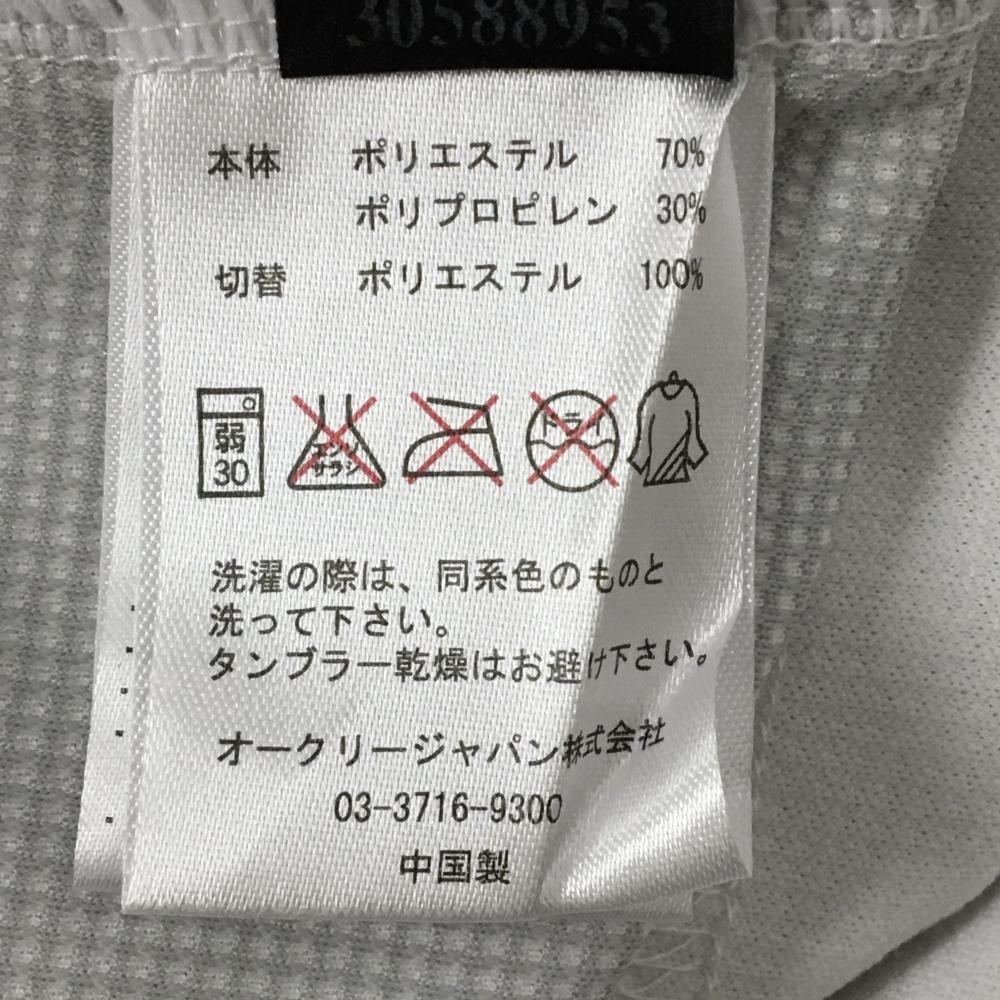 30588953
本体 ポリエステル 70%
ポリプロピレン 30%
切替 ポリエステル 100%
弱
30
エンソ
サラシ
ドライ
洗濯の際は、同系色のものと
洗って下さい。
タンブラー乾燥はお避け下さい。
オークリージャパン株式会社
03-3716-9300
中国製